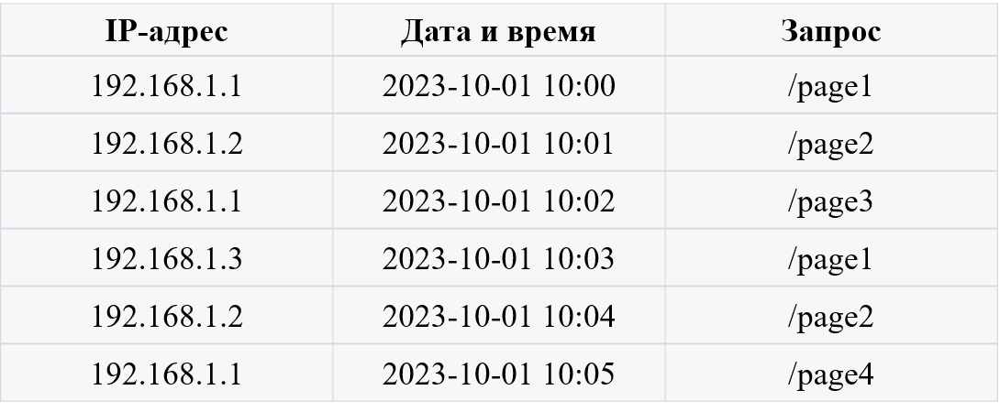 IP-адрес Дата и время Запрос
192.168.1.1 2023-10-01 10:00 /page1
192.168.1.2 2023-10-01 10:01 /page2
192.168.1.1 2023-10-01 10:02 /page3
192.168.1.3 2023-10-01 10:03 /page1
192.168.1.2 2023-10-01 10:04 /page2
192.168.1.1 2023-10-01 10:05 /page4